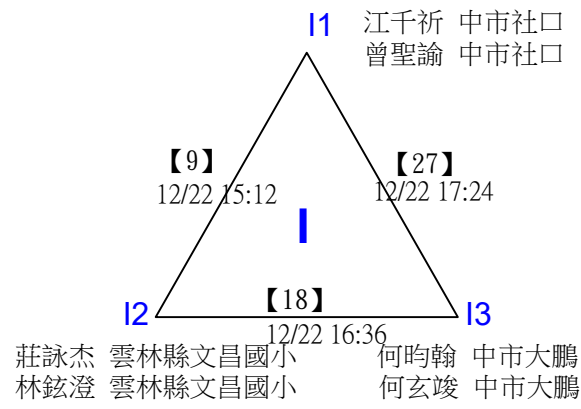 I1 江千祈 中市社口
曾聖諭 中市社口
【9】
12/22 15:12
【27】
12/22 17:24
I
【18】
12/22 16:36
I2
I3
莊詠杰 雲林縣文昌國小
林鉉澄 雲林縣文昌國小
何昀翰 中市大鵬
何玄竣 中市大鵬